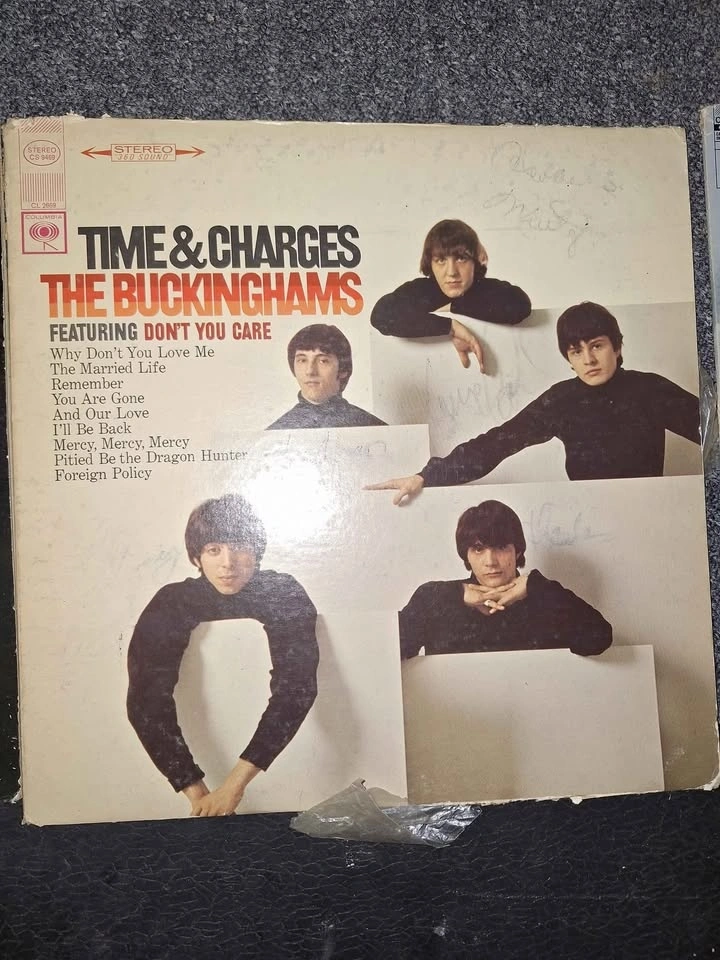 STEREO
CS 9469
CL 2669
COLUMBIA
STEREO
"360 SOUND"
TIME & CHARGES
THE BUCKINGHAMS
FEATURING DON'T YOU CARE
Why Don't You Love Me
The Married Life
Remember
You Are Gone
And Our Love
I'll Be Back
Mercy, Mercy, Mercy
Pitied Be the Dragon Hunter
Foreign Policy